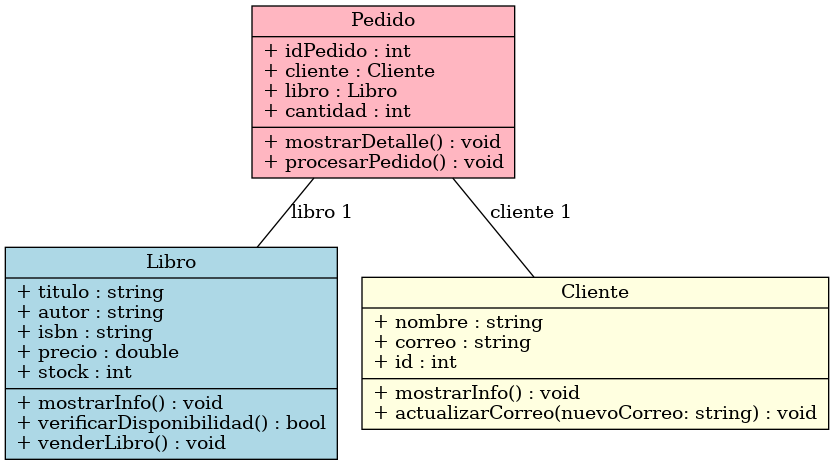 Pedido
+ idPedido : int
+ cliente : Cliente
+ libro : Libro
+ cantidad : int
+ mostrarDetalle() : void
+ procesarPedido() : void
libro 1
cliente 1
Libro
+ titulo : string
+ autor : string
+ isbn : string
+ precio : double
+ stock : int
+ mostrarInfo() : void
+ verificarDisponibilidad() : bool
+ venderLibro() : void
Cliente
+ nombre : string
+ correo : string
+ id : int
+ mostrarInfo() : void
+ actualizarCorreo(nuevoCorreo: string) : void